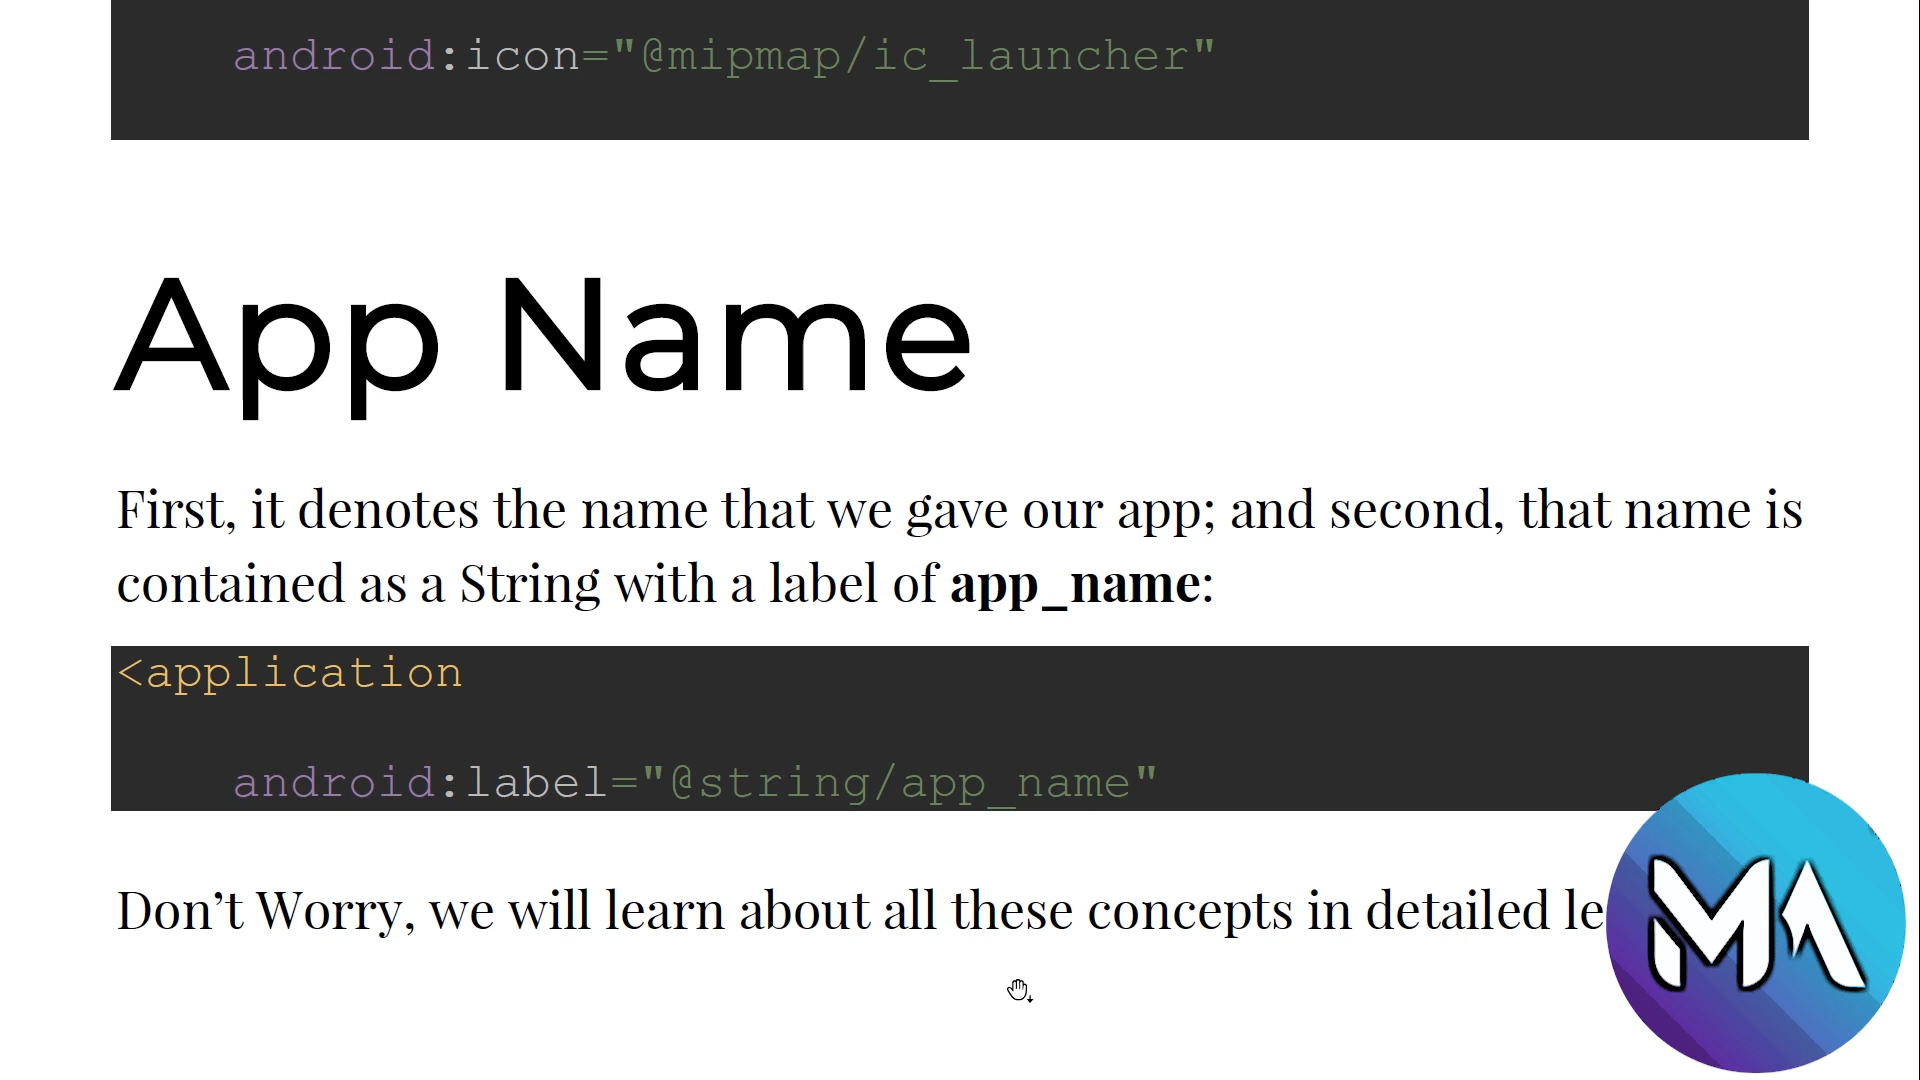 android:icon="@mipmap/ic_launcher"
App Name
First, it denotes the name that we gave our app; and second, that name is
contained as a String with a label of app_name:
<application
android:label="@string/app_name"
Don’t Worry, we will learn about all these concepts in detailed le
MA